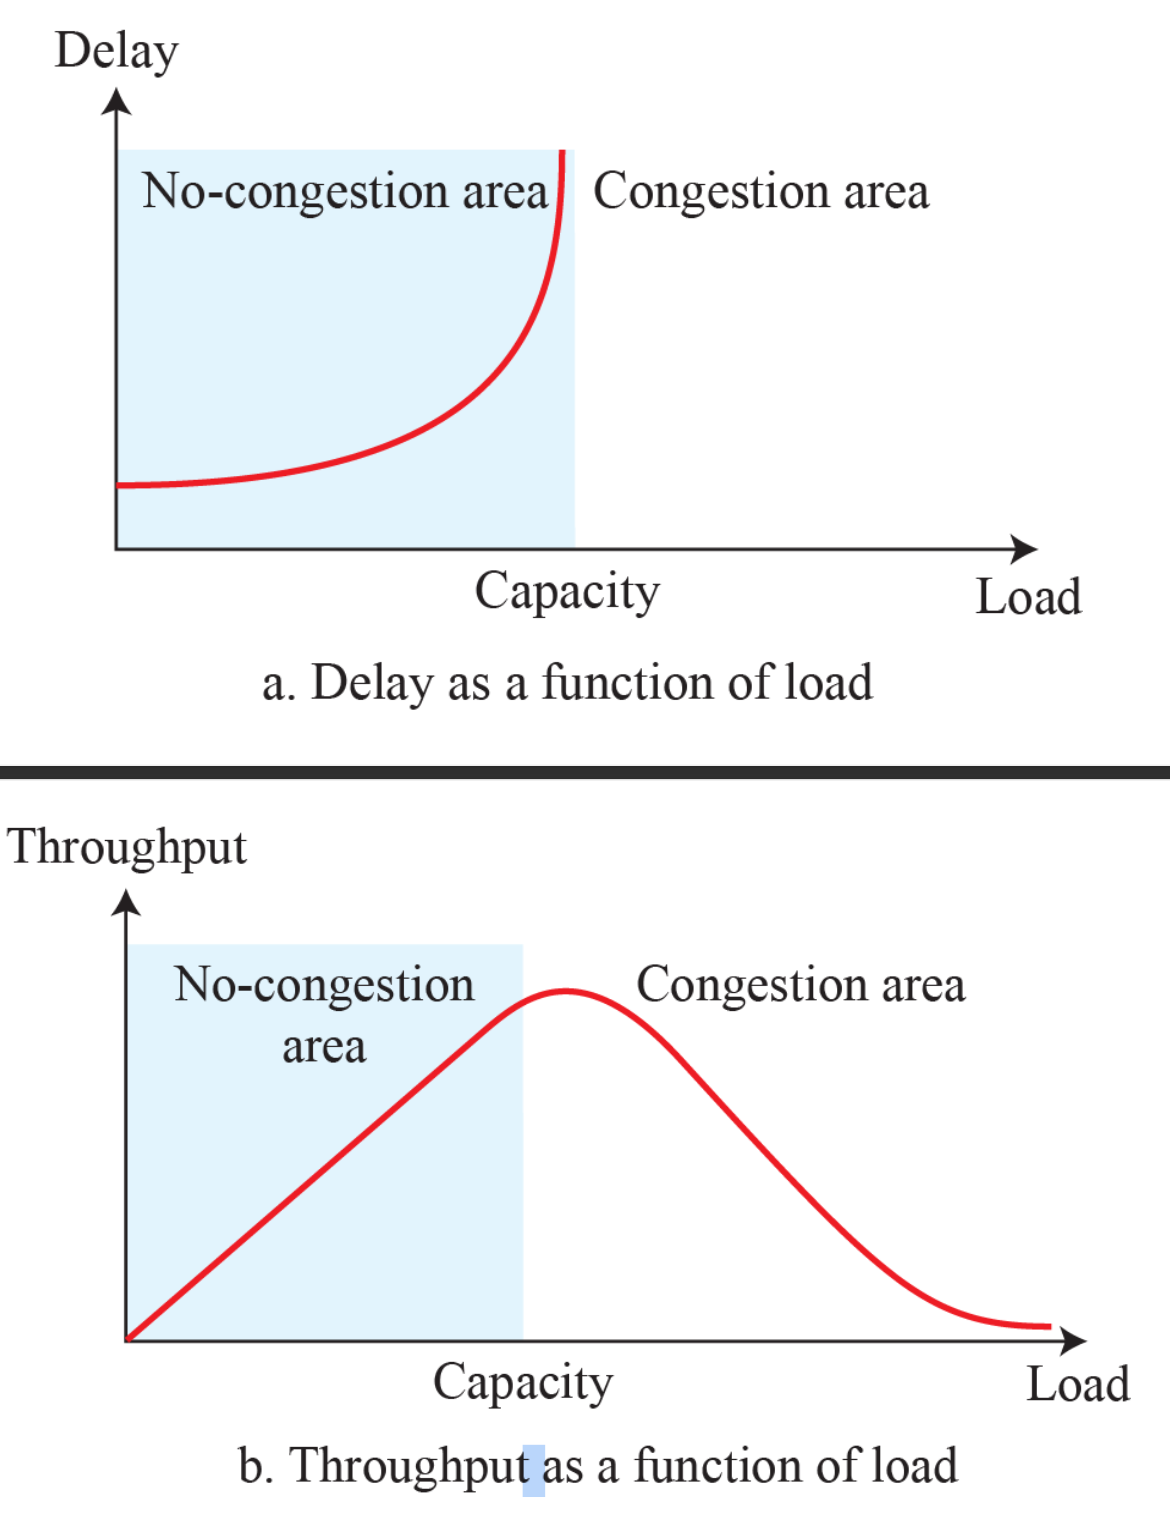 Delay
No-congestion area
Congestion area
Capacity
Load
a. Delay as a function of load
Throughput
No-congestion
area
Congestion area
Capacity
Load
b. Throughput as a function of load